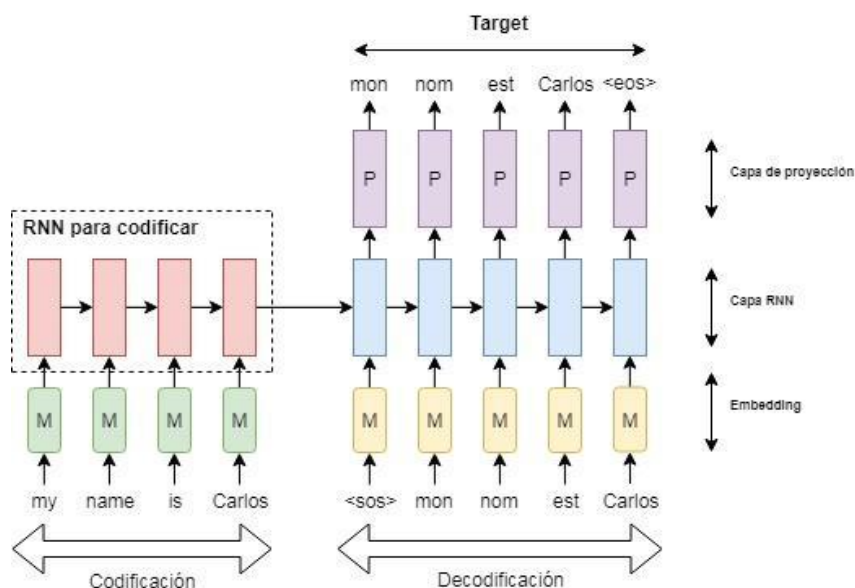 Target
mon nom est Carlos <eos>
P P P P P
Capa de proyección
RNN para codificar
Capa RNN
M M M M M M M M M
Embedding
my name is Carlos <sos> mon nom est Carlos
Codificación Decodificación